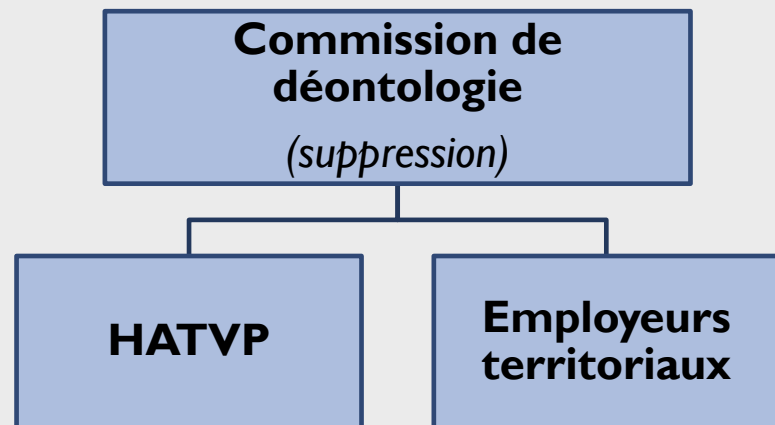 Commission de
déontologie
(suppression)
HATVP
Employeurs
territoriaux